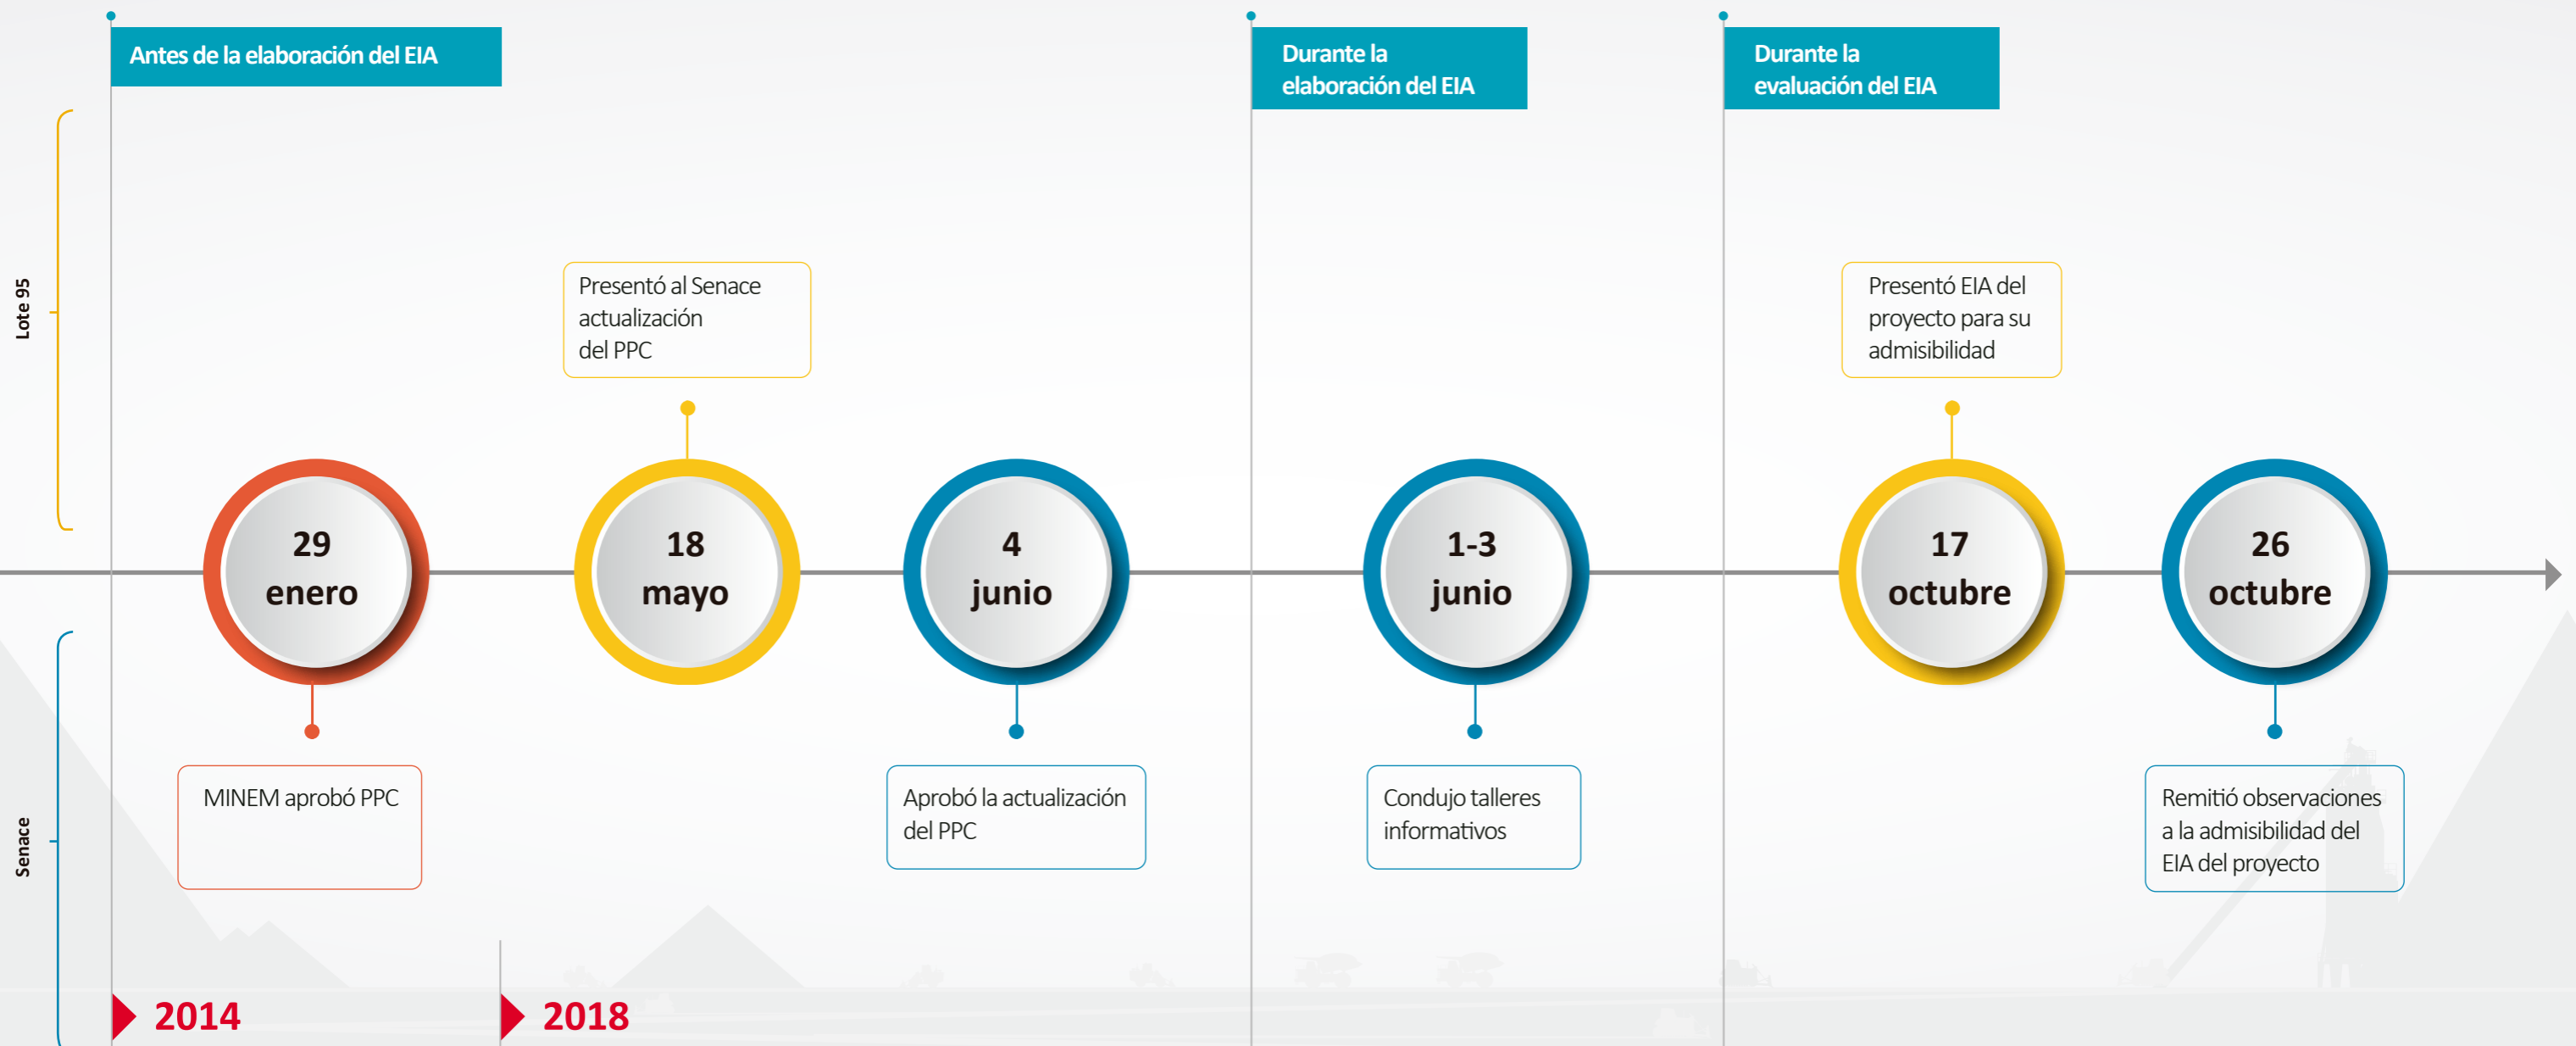 Antes de la elaboración del EIA
Durante la
elaboración del EIA
Durante la
evaluación del EIA
Lote 95
Presentó al Senace
actualización
del PPC
Presentó EIA del
proyecto para su
admisibilidad
29
enero
18
mayo
4
junio
1-3
junio
17
octubre
26
octubre
Senace
MINEM aprobó PPC
Aprobó la actualización
del PPC
Condujo talleres
informativos
Remitió observaciones
a la admisibilidad del
EIA del proyecto
2014
2018